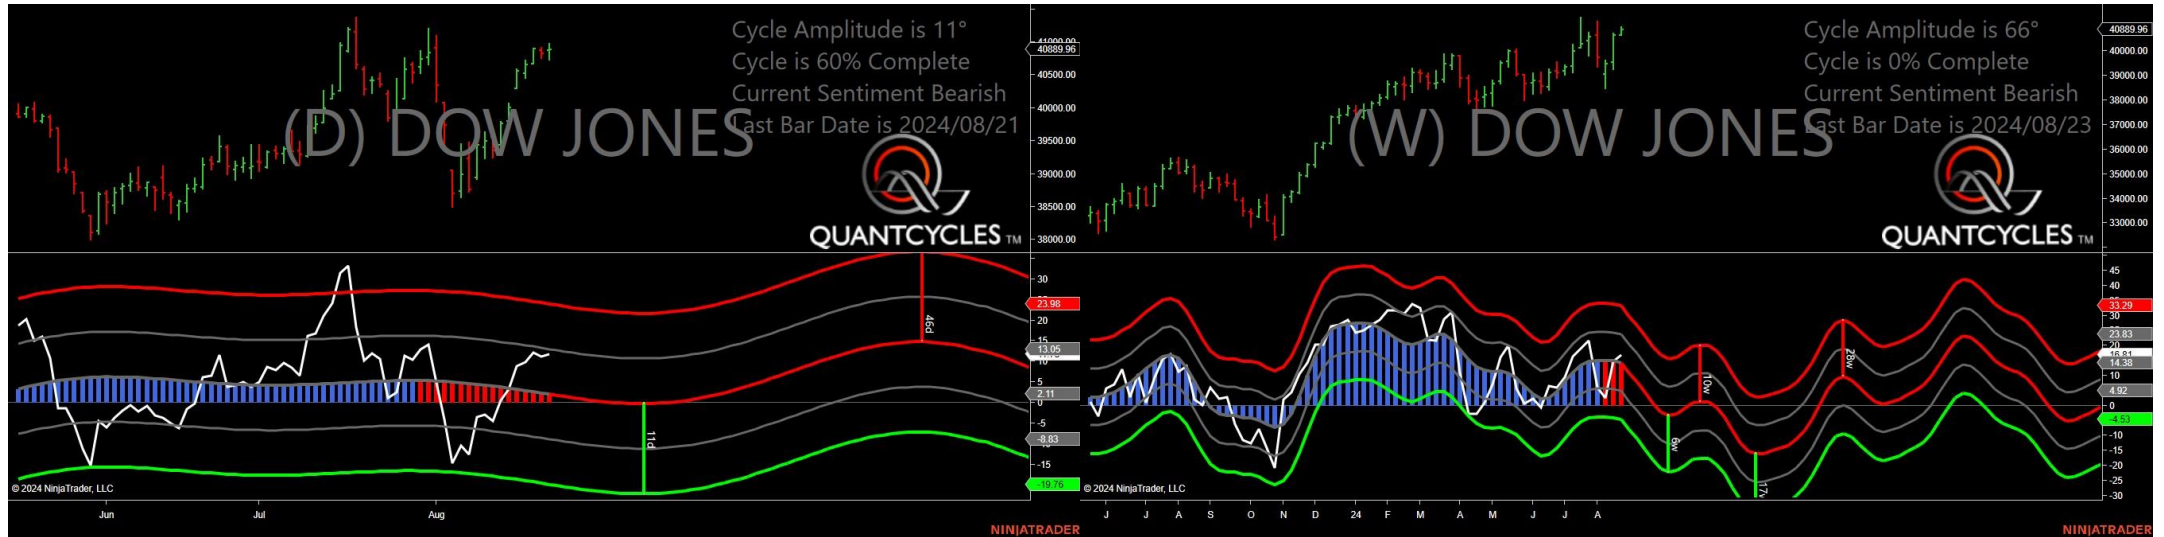 Cycle Amplitude is 11°
Cycle is 60% Complete
Current Sentiment Bearish
Last Bar Date is 2024/08/21
(D) DOW JONES
QUANTCYCLES TM
41000.00
40889.96
40500.00
40000.00
39500.00
39000.00
38500.00
38000.00
30
23.98
20
15
13.05
10
5
2.11
0
-5
-8.83
-15
-19.76
46d
11d
© 2024 NinjaTrader, LLC
Jun Jul Aug
NINJATRADER
Cycle Amplitude is 66°
Cycle is 0% Complete
Current Sentiment Bearish
Last Bar Date is 2024/08/23
(W) DOW JONES
QUANTCYCLES TM
40889.96
40000.00
39000.00
38000.00
37000.00
36000.00
35000.00
34000.00
33000.00
45
40
33.29
30
23.83
20
16.81
14.38
10
4.92
0
-4.53
-10
-15
-20
-25
-30
10w
28w
6w
17w
© 2024 NinjaTrader, LLC
J J A S O N D 24 F M A M J J A
NINJATRADER